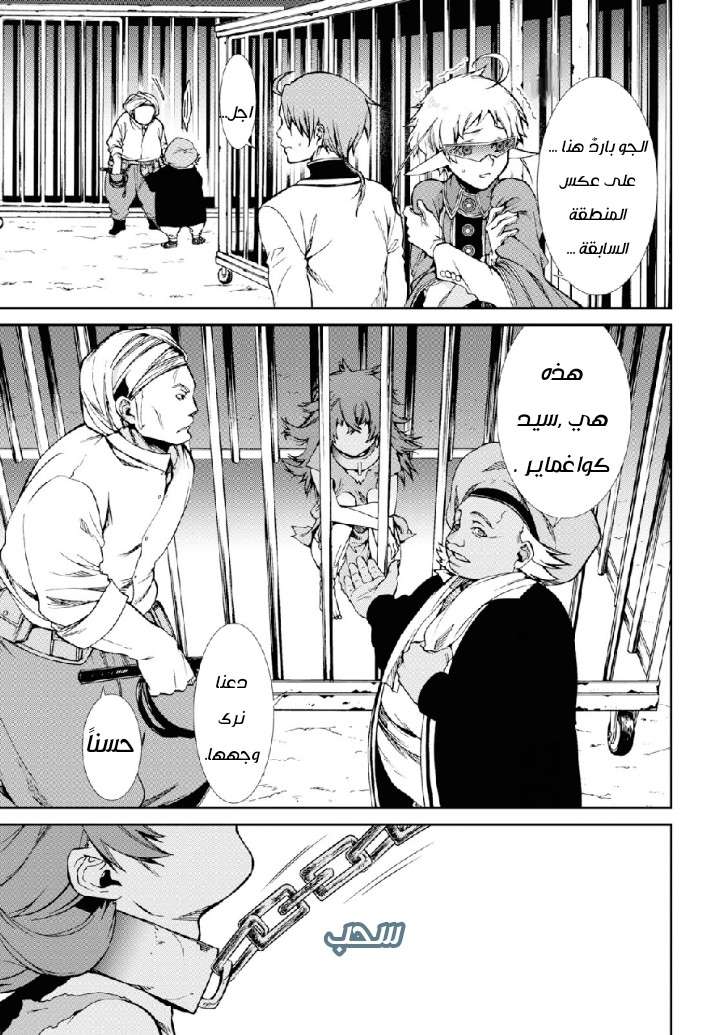 الجو باردٌ هنا ...
على عكس
المنطقة
السابقة ...
اجل...
هذه
هي ,سيد
كواغماير .
دعنا
نرى
وجهها.
حسناً
سحب